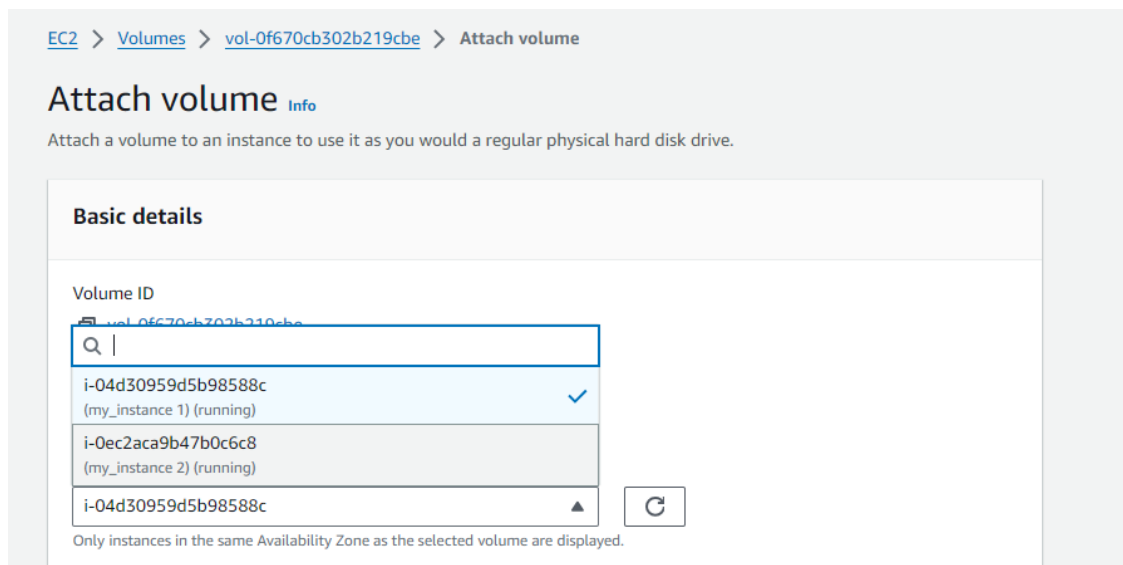 EC2 > Volumes > vol-0f670cb302b219cbe > Attach volume
Attach volume Info
Attach a volume to an instance to use it as you would a regular physical hard disk drive.
Basic details
Volume ID
vol-0f670cb302b219cbe
i-04d30959d5b98588c
(my_instance 1) (running)
i-0ec2aca9b47b0c6c8
(my_instance 2) (running)
i-04d30959d5b98588c
Only instances in the same Availability Zone as the selected volume are displayed.